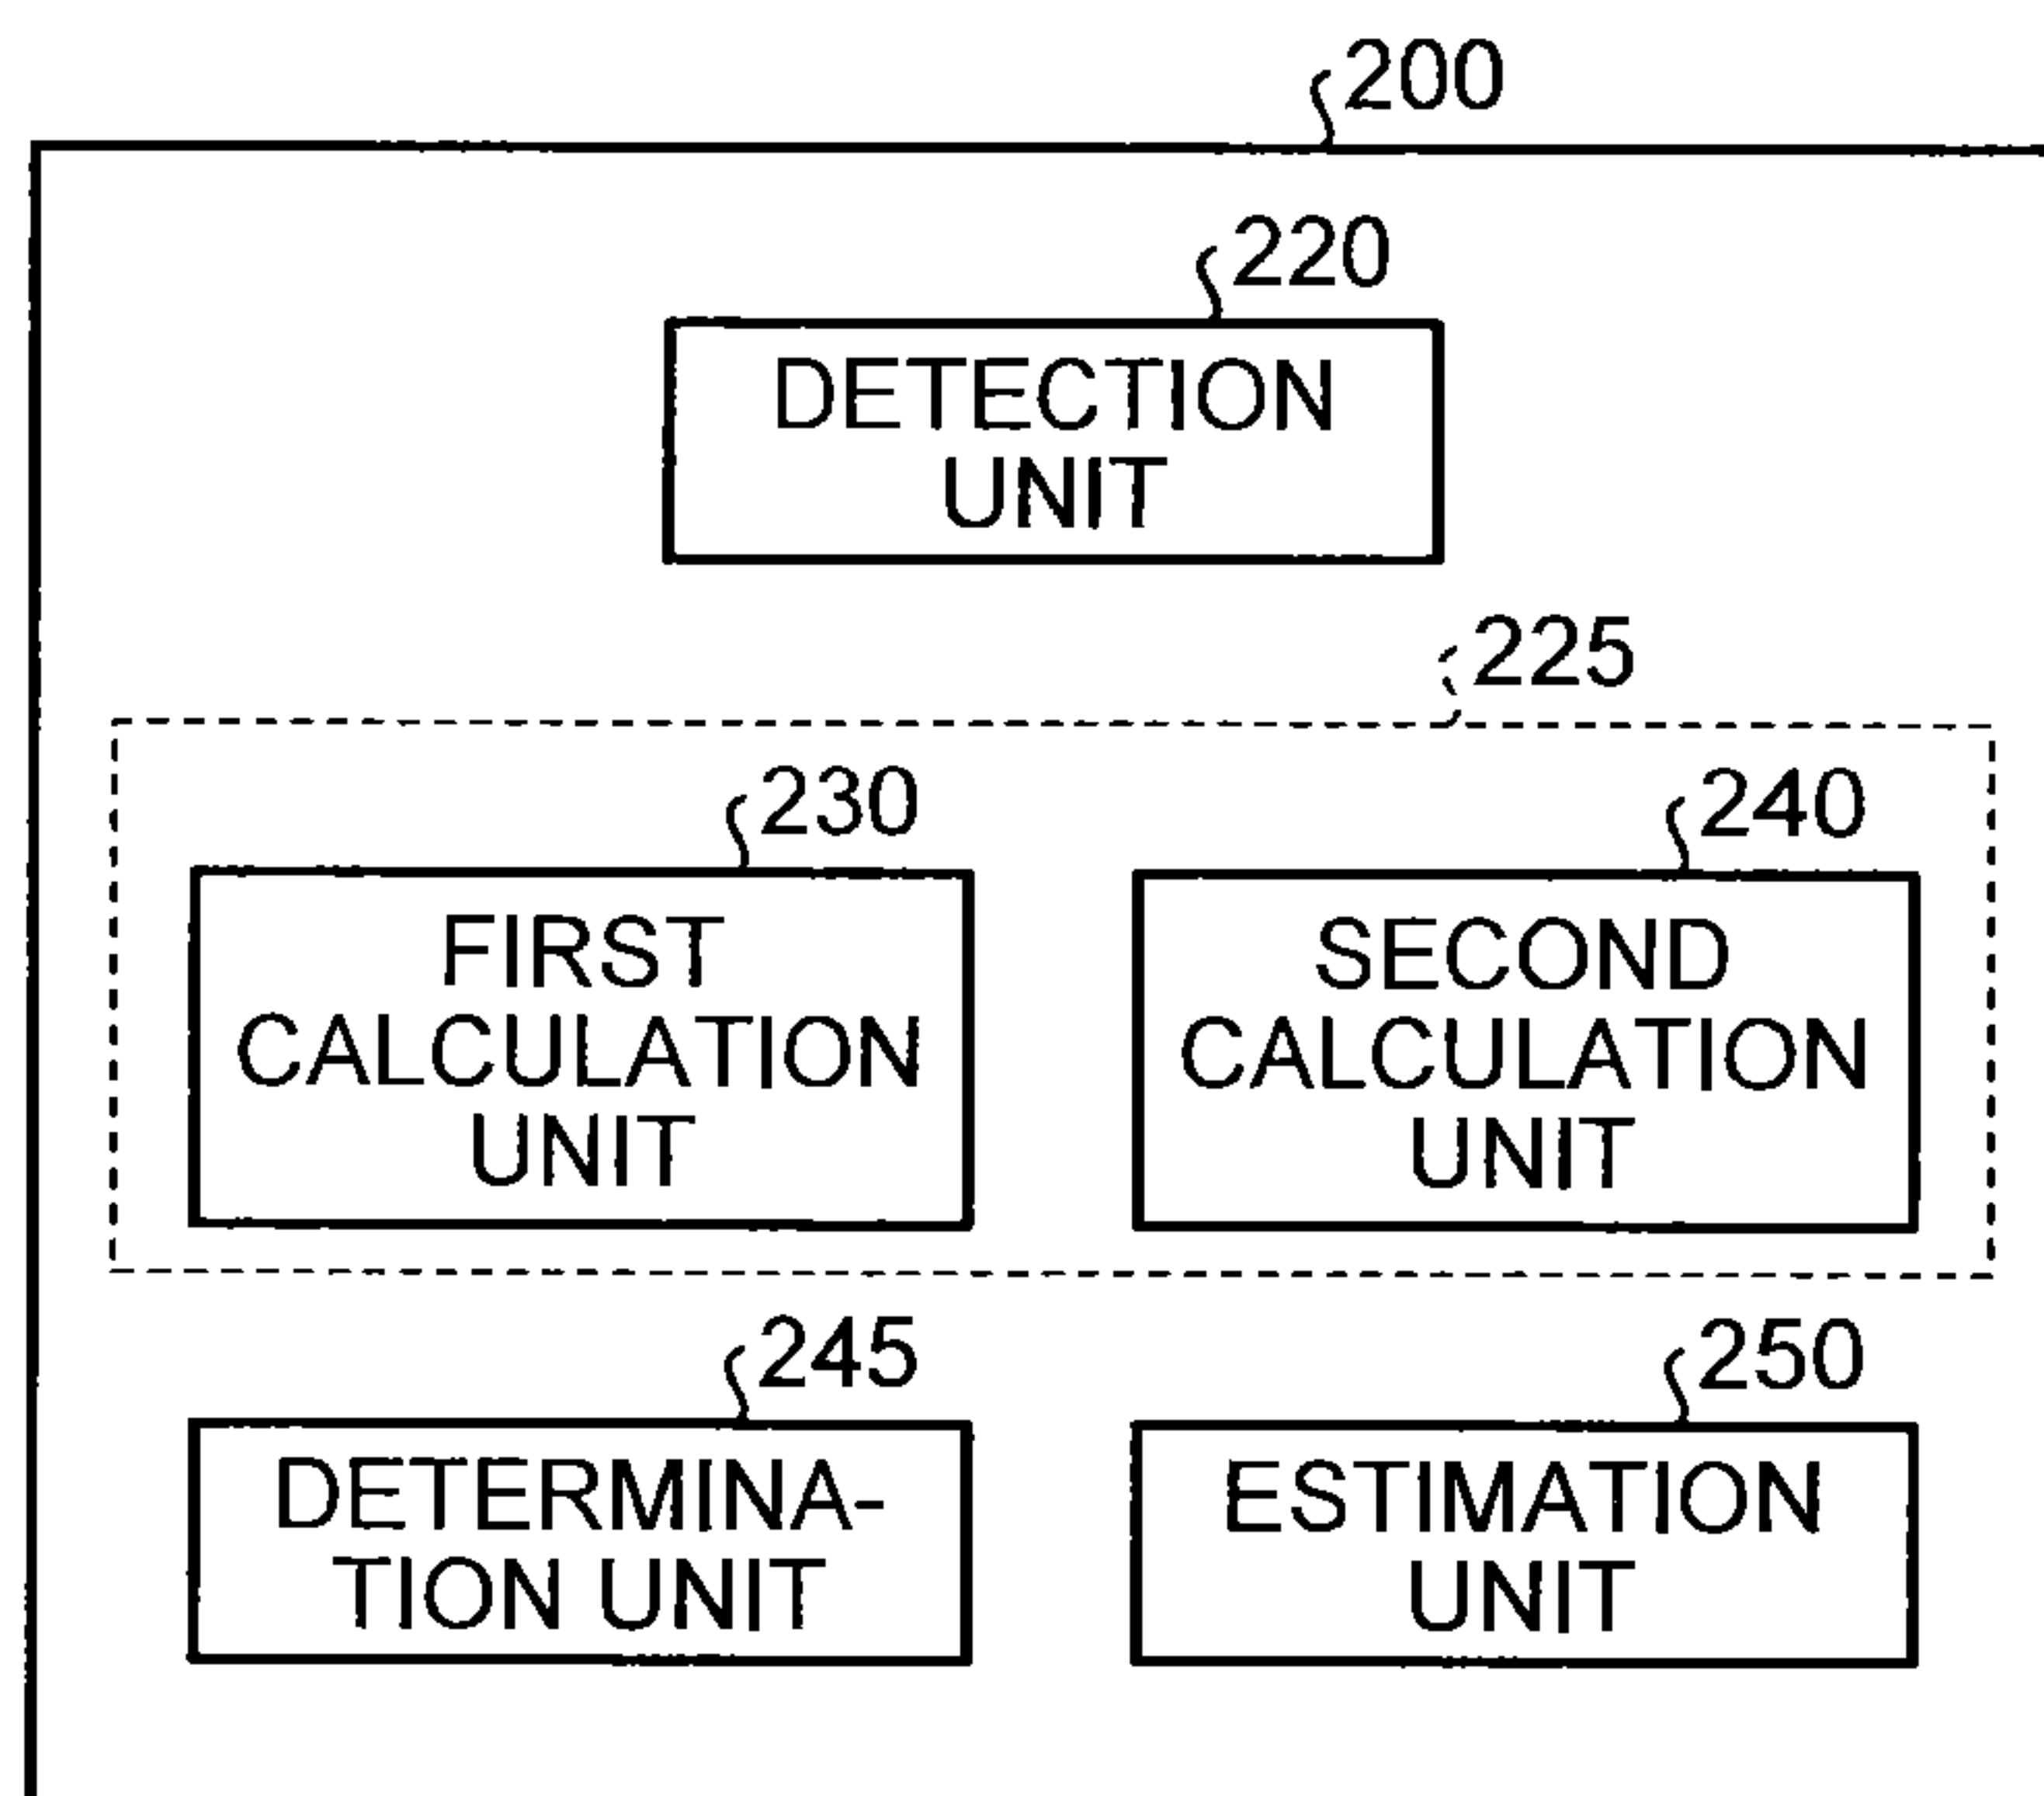 200
220
DETECTION
UNIT
225
230
FIRST
CALCULATION
UNIT
240
SECOND
CALCULATION
UNIT
245
DETERMINA-
TION UNIT
250
ESTIMATION
UNIT